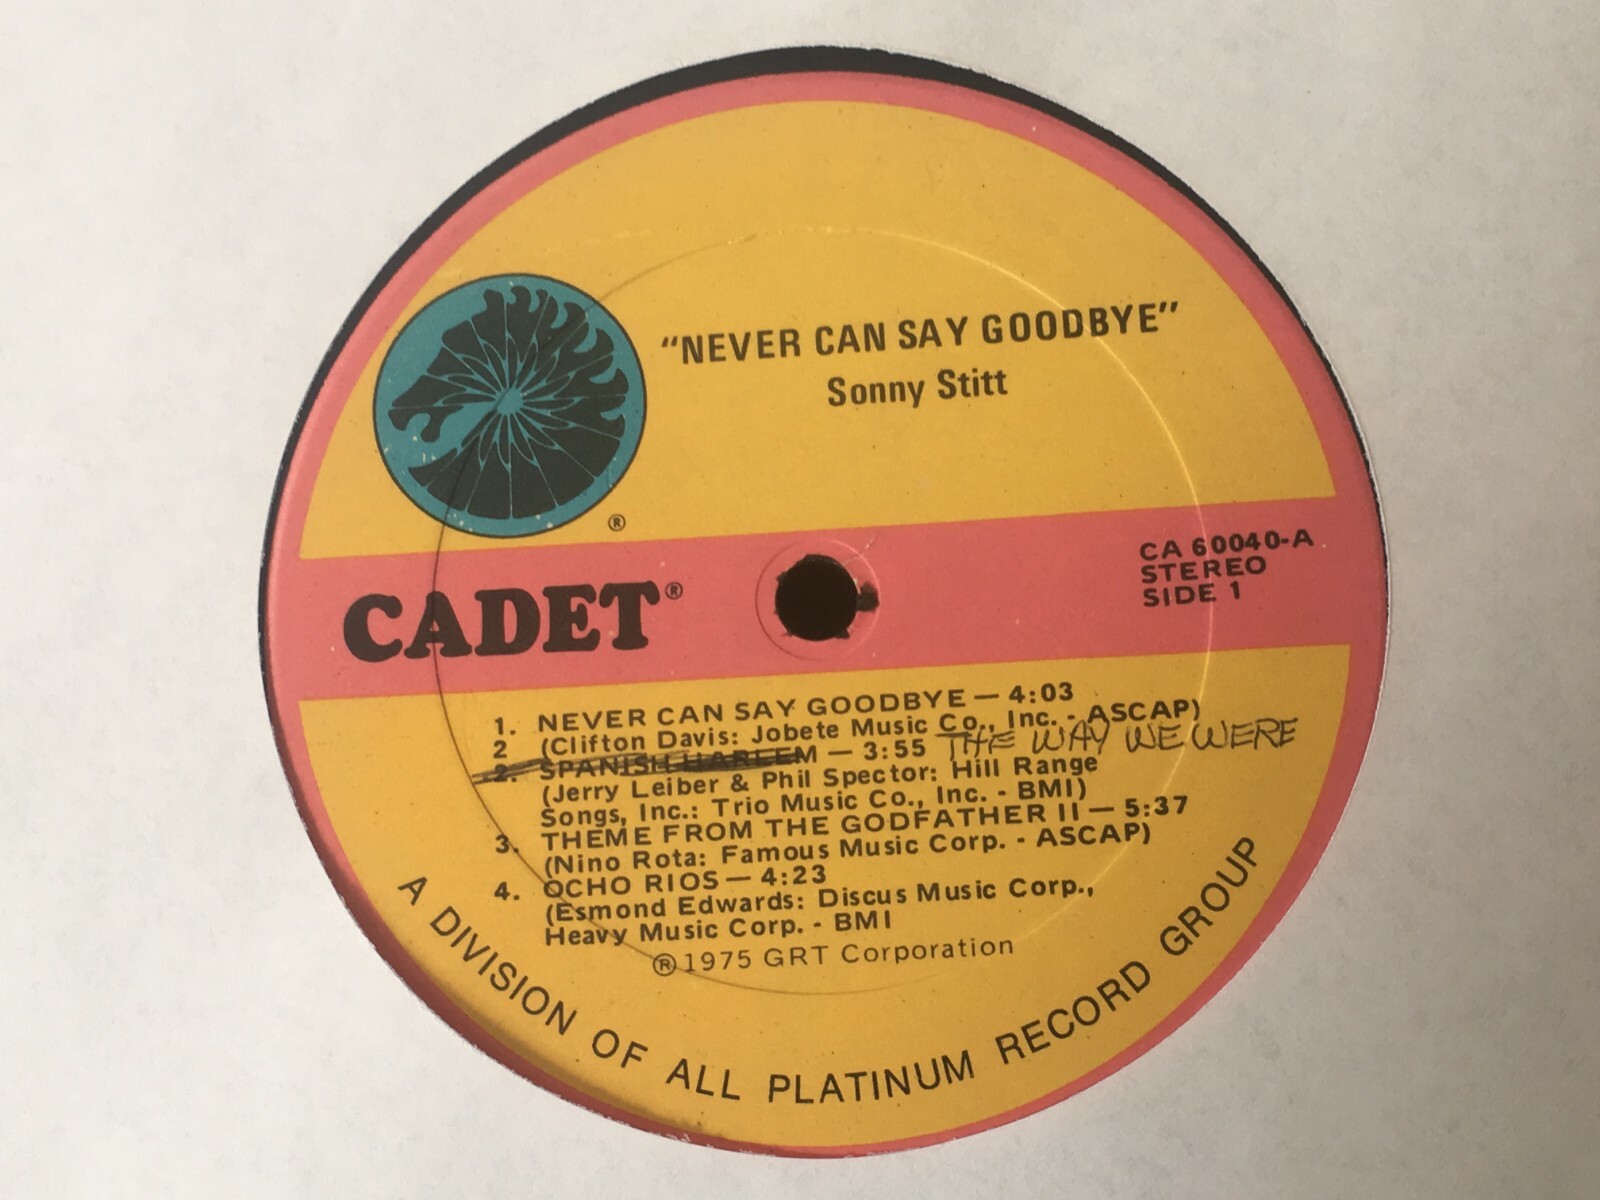 "NEVER CAN SAY GOODBYE"
Sonny Stitt
®
CADET®
CA 60040-A
STEREO
SIDE 1
1. NEVER CAN SAY GOODBYE — 4:03
(Clifton Davis: Jobete Music Co., Inc. - ASCAP)
2
2. SPANISH HARLEM — 3:55 THE WAY WE WERE
(Jerry Leiber & Phil Spector: Hill Range
Songs, Inc.: Trio Music Co., Inc. - BMI)
3. THEME FROM THE GODFATHER II — 5:37
(Nino Rota: Famous Music Corp. - ASCAP)
4. OCHO RIOS — 4:23
(Esmond Edwards: Discus Music Corp.,
Heavy Music Corp. - BMI
®1975 GRT Corporation
A DIVISION OF ALL PLATINUM RECORD GROUP